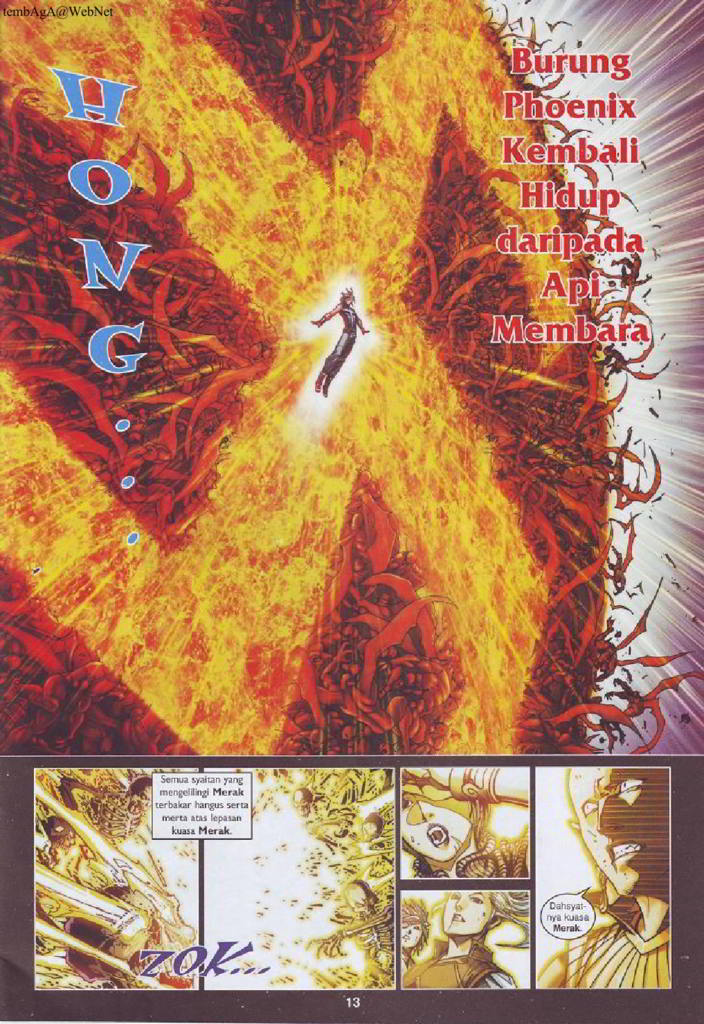 tembAgA@WebNet
HONG...
Burung
Phoenix
Kembali
Hidup
daripada
Api
Membara
Semua syaitan yang
mengelilingi Merak
terbakar hangus serta
merta atas lepasan
kuasa Merak.
ZOK...
Dahsyat-
nya kuasa
Merak.
13